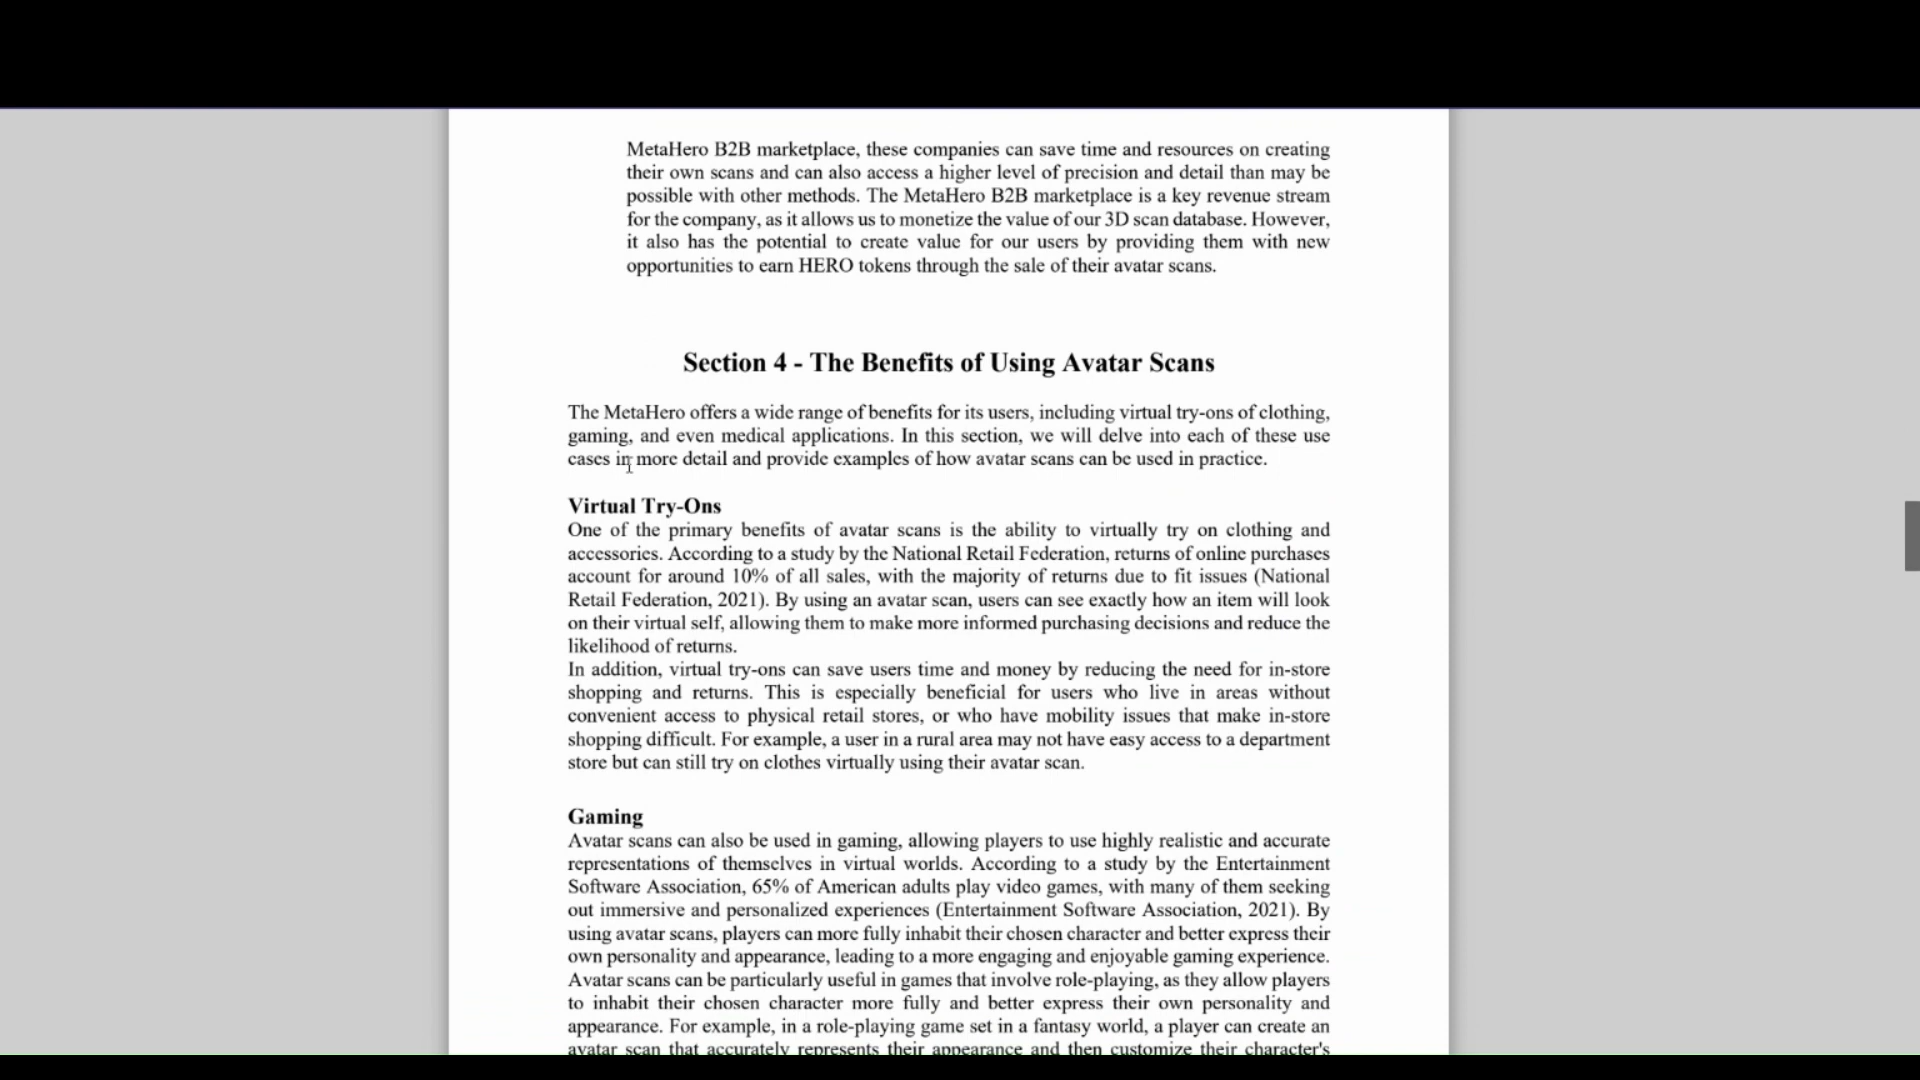 MetaHero B2B marketplace, these companies can save time and resources on creating
their own scans and can also access a higher level of precision and detail than may be
possible with other methods. The MetaHero B2B marketplace is a key revenue stream
for the company, as it allows us to monetize the value of our 3D scan database. However,
it also has the potential to create value for our users by providing them with new
opportunities to earn HERO tokens through the sale of their avatar scans.
Section 4 - The Benefits of Using Avatar Scans
The MetaHero offers a wide range of benefits for its users, including virtual try-ons of clothing,
gaming, and even medical applications. In this section, we will delve into each of these use
cases in more detail and provide examples of how avatar scans can be used in practice.
Virtual Try-Ons
One of the primary benefits of avatar scans is the ability to virtually try on clothing and
accessories. According to a study by the National Retail Federation, returns of online purchases
account for around 10% of all sales, with the majority of returns due to fit issues (National
Retail Federation, 2021). By using an avatar scan, users can see exactly how an item will look
on their virtual self, allowing them to make more informed purchasing decisions and reduce the
likelihood of returns.
In addition, virtual try-ons can save users time and money by reducing the need for in-store
shopping and returns. This is especially beneficial for users who live in areas without
convenient access to physical retail stores, or who have mobility issues that make in-store
shopping difficult. For example, a user in a rural area may not have easy access to a department
store but can still try on clothes virtually using their avatar scan.
Gaming
Avatar scans can also be used in gaming, allowing players to use highly realistic and accurate
representations of themselves in virtual worlds. According to a study by the Entertainment
Software Association, 65% of American adults play video games, with many of them seeking
out immersive and personalized experiences (Entertainment Software Association, 2021). By
using avatar scans, players can more fully inhabit their chosen character and better express their
own personality and appearance, leading to a more engaging and enjoyable gaming experience.
Avatar scans can be particularly useful in games that involve role-playing, as they allow players
to inhabit their chosen character more fully and better express their own personality and
appearance. For example, in a role-playing game set in a fantasy world, a player can create an
avatar scan that accurately represents their appearance and then customize their character's